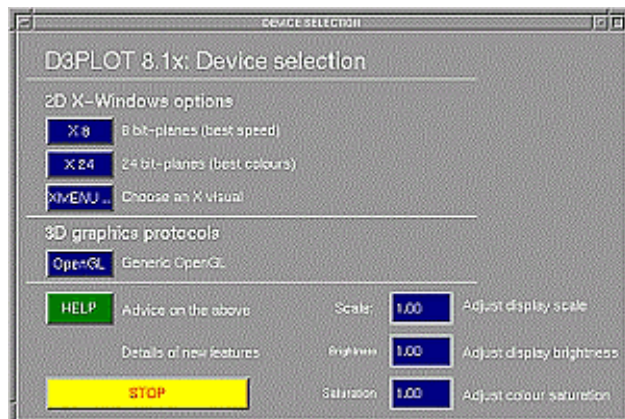 DEVICE SELECTION
D3PLOT 8.1x: Device selection
2D X-Windows options
X 8 8 bit-planes (best speed)
X 24 24 bit-planes (best colours)
XMENU .. Choose an X visual
3D graphics protocols
OpenGL Generic OpenGL
HELP Advice on the above Scale: 1.00 Adjust display scale
Details of new features Brightness 1.00 Adjust display brightness
STOP Saturation 1.00 Adjust colour saturation